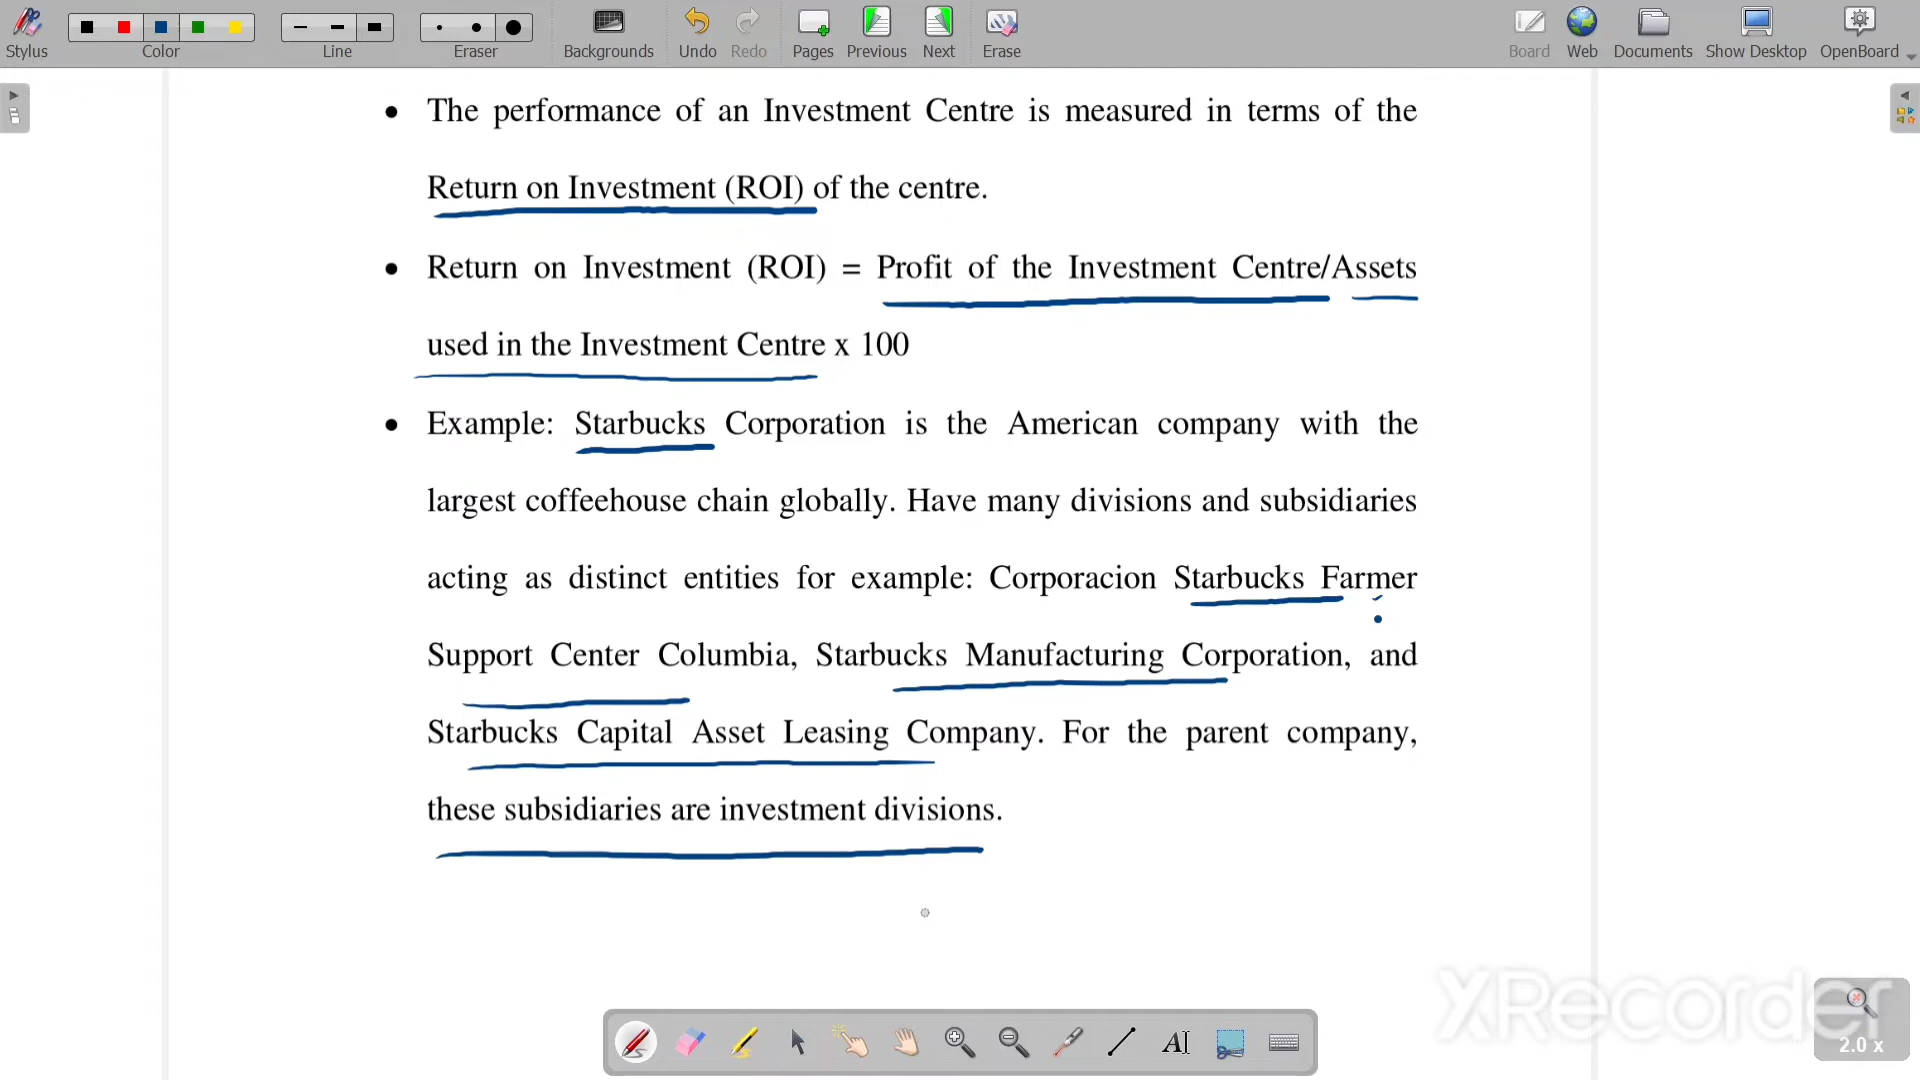 Stylus Color Line Eraser Backgrounds Undo Redo Pages Previous Next Erase Board Web Documents Show Desktop OpenBoard
• The performance of an Investment Centre is measured in terms of the
Return on Investment (ROI) of the centre.
• Return on Investment (ROI) = Profit of the Investment Centre/Assets
used in the Investment Centre x 100
• Example: Starbucks Corporation is the American company with the
largest coffeehouse chain globally. Have many divisions and subsidiaries
acting as distinct entities for example: Corporacion Starbucks Farmer
Support Center Columbia, Starbucks Manufacturing Corporation, and
Starbucks Capital Asset Leasing Company. For the parent company,
these subsidiaries are investment divisions.
XRecorder
2.0 x
AI